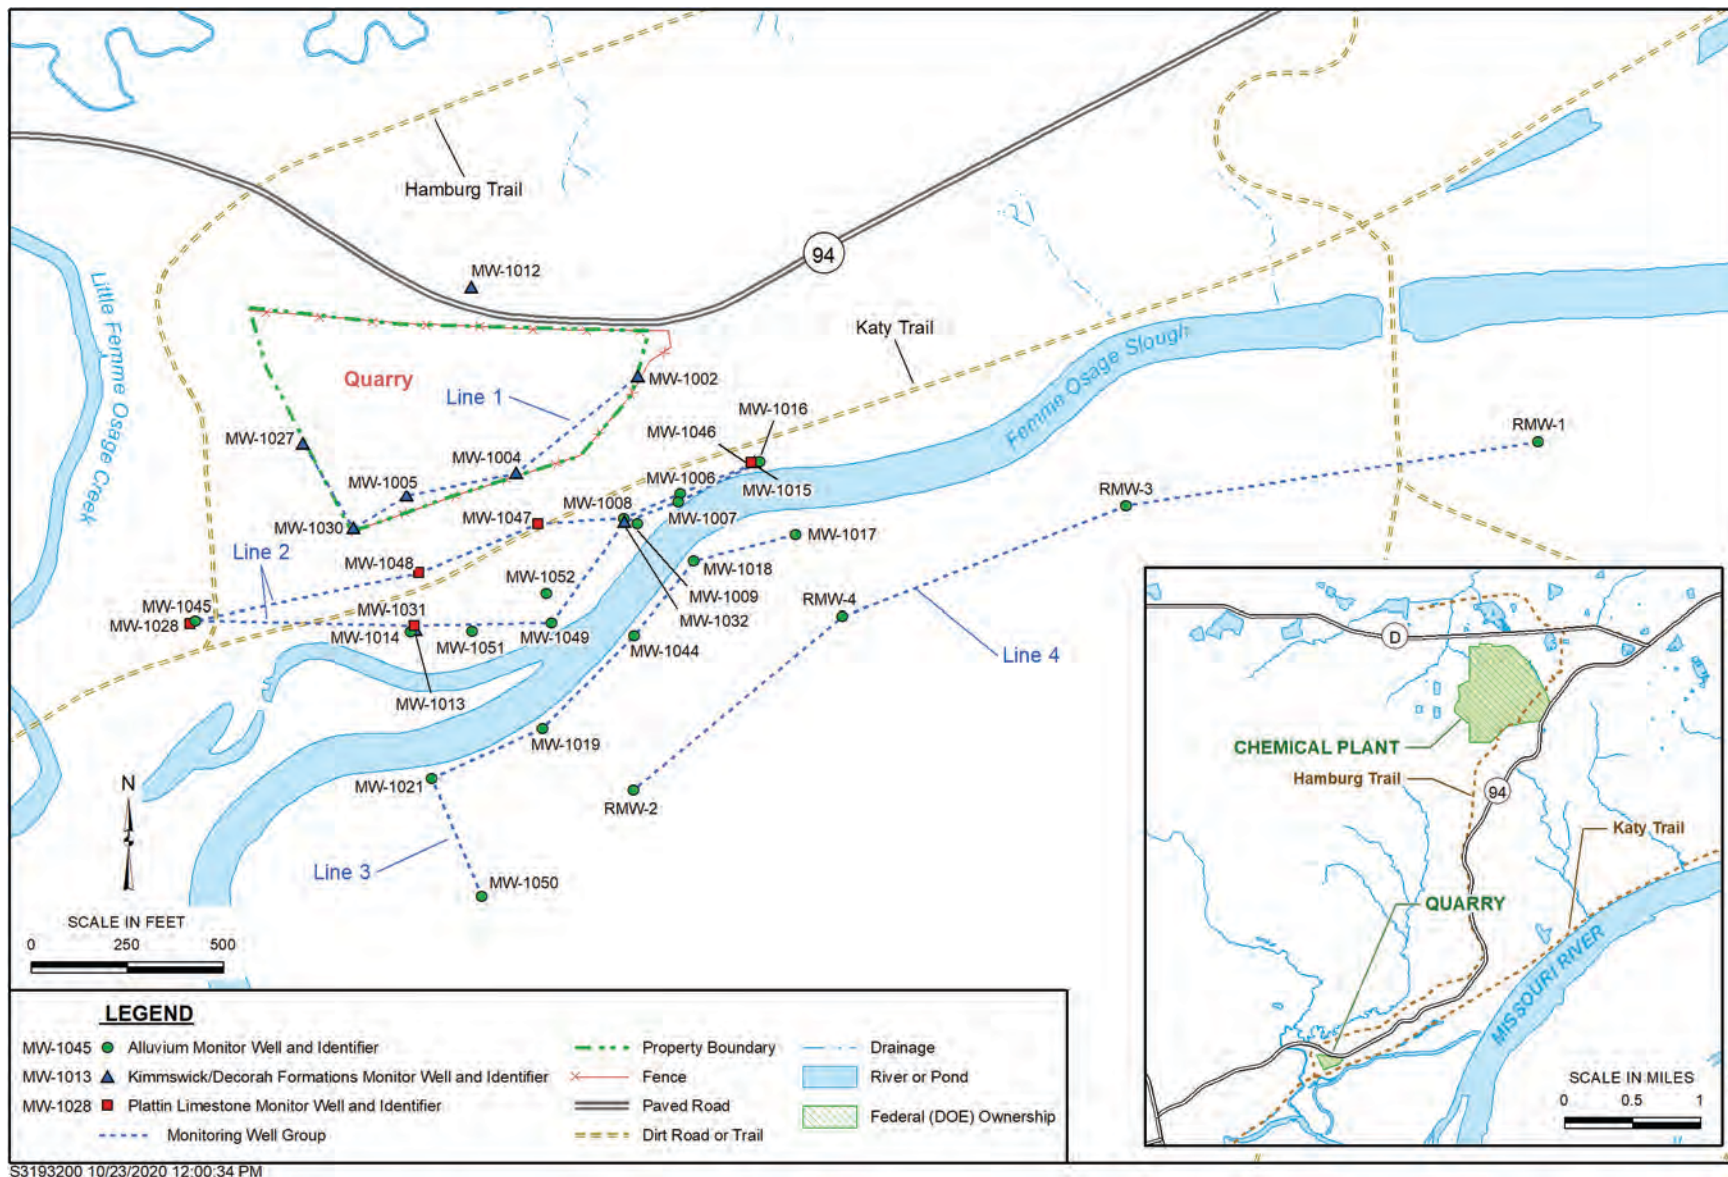 Hamburg Trail
94
MW-1012
Little Femme Osage Creek
Katy Trail
Femme Osage Slough
Quarry
Line 1
MW-1002
MW-1016
MW-1046
RMW-1
MW-1027
MW-1004
MW-1005
MW-1006
MW-1015
RMW-3
MW-1008
MW-1047
MW-1007
MW-1030
MW-1017
Line 2
MW-1048
MW-1018
MW-1052
MW-1009
MW-1045
MW-1031
MW-1032
RMW-4
MW-1028
MW-1014
MW-1051
MW-1049
MW-1044
Line 4
MW-1013
MW-1019
MW-1021
RMW-2
N
Line 3
MW-1050
SCALE IN FEET
0 250 500
D
CHEMICAL PLANT
Hamburg Trail
94
Katy Trail
QUARRY
MISSOURI RIVER
SCALE IN MILES
0 0.5 1
LEGEND
MW-1045 Alluvium Monitor Well and Identifier
MW-1013 Kimmswick/Decorah Formations Monitor Well and Identifier
MW-1028 Plattin Limestone Monitor Well and Identifier
Monitoring Well Group
Property Boundary
Fence
Paved Road
Dirt Road or Trail
Drainage
River or Pond
Federal (DOE) Ownership
S3193200 10/23/2020 12:00:34 PM